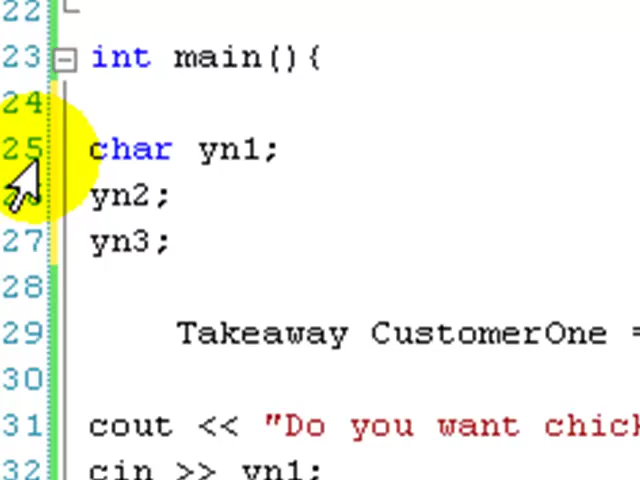 22
23 int main(){
24
25 char yn1;
yn2;
27 yn3;
28
29 Takeaway CustomerOne =
30
31 cout << "Do you want chick
32 cin >> yn1;